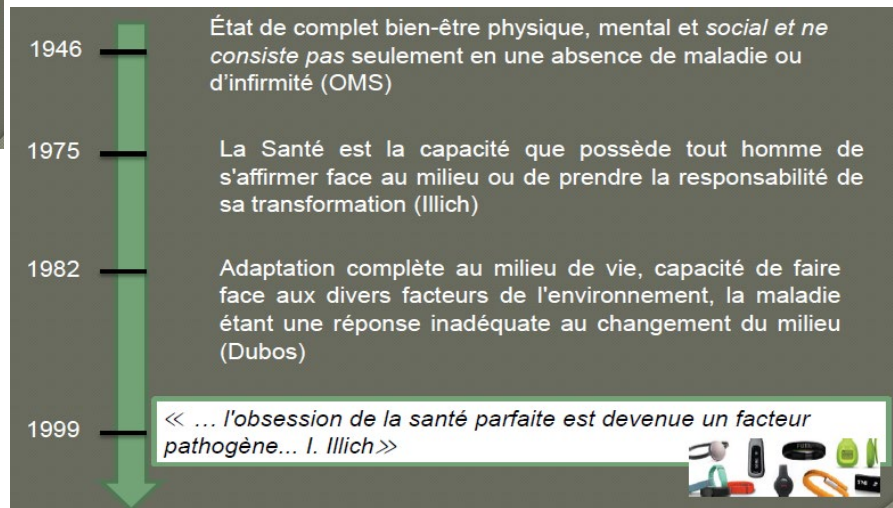 1946
État de complet bien-être physique, mental et social et ne
consiste pas seulement en une absence de maladie ou
d'infirmité (OMS)
1975
La Santé est la capacité que possède tout homme de
s'affirmer face au milieu ou de prendre la responsabilité de
sa transformation (Illich)
1982
Adaptation complète au milieu de vie, capacité de faire
face aux divers facteurs de l'environnement, la maladie
étant une réponse inadéquate au changement du milieu
(Dubos)
1999
≪ … l'obsession de la santé parfaite est devenue un facteur
pathogène... I. Illich≫